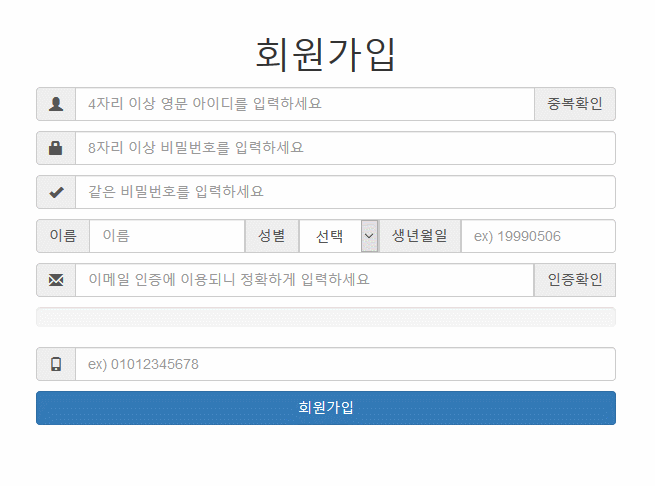 회원가입
4자리 이상 영문 아이디를 입력하세요 중복확인
8자리 이상 비밀번호를 입력하세요
같은 비밀번호를 입력하세요
이름 이름 성별 선택 생년월일 ex) 19990506
이메일 인증에 이용되니 정확하게 입력하세요 인증확인
ex) 01012345678
회원가입